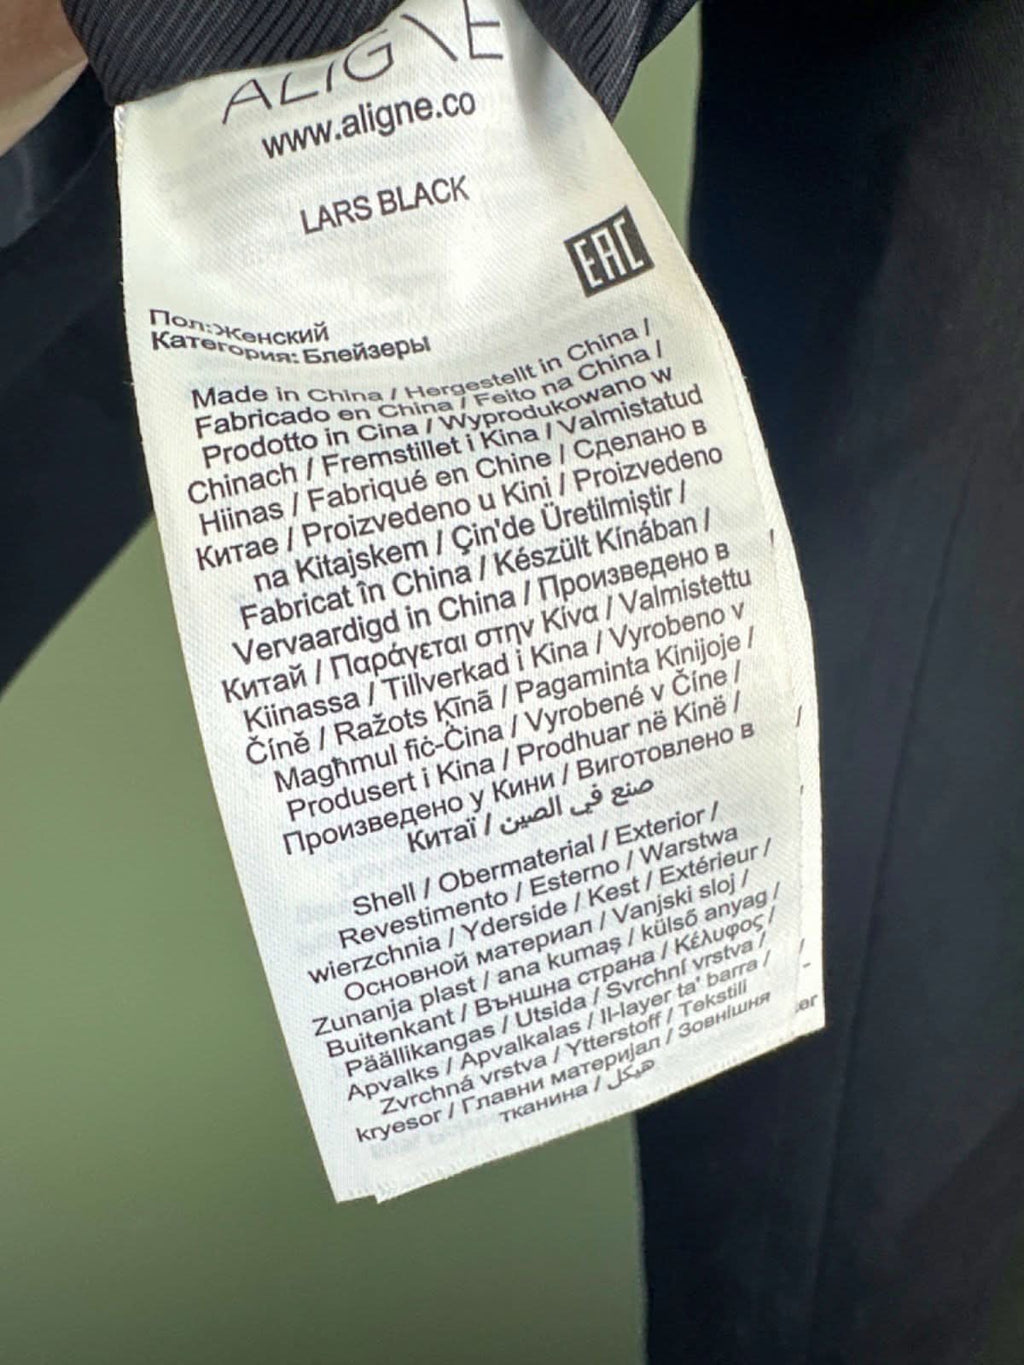 ALIGNE
www.aligne.co
LARS BLACK
EAC
Пол:Женский
Категория: Блейзеры
Made in China / Hergestellt in China /
Fabricado en China / Feito na China /
Prodotto in Cina / Wyprodukowano w
Chinach / Fremstillet i Kina / Valmistatud
Hiinas / Fabriqué en Chine / Сделано в
Китае / Proizvedeno u Kini / Proizvedeno
na Kitajskem / Çin'de Üretilmiştir /
Fabricat în China / Készült Kínában /
Vervaardigd in China / Произведено в
Китай / Παράγεται στην Κίνα / Valmistettu
Kiinassa / Tillverkad i Kina / Vyrobeno v
Číně / Ražots Ķīnā / Pagaminta Kinijoje /
Magħmul fiċ-Ċina / Vyrobené v Číne /
Produsert i Kina / Prodhuar në Kinë /
Произведено у Кини / Виготовлено в
Китаї / صنع في الصين
Shell / Obermaterial / Exterior /
Revestimento / Esterno / Warstwa
wierzchnia / Yderside / Kest / Extérieur /
Основной материал / Vanjski sloj /
Zunanja plast / ana kumaş / külső anyag /
Buitenkant / Външна страна / Κέλυφος /
Päällikangas / Utsida / Svrchní vrstva /
Apvalks / Apvalkalas / Il-layer ta' barra /
Zvrchná vrstva / Ytterstoff / Tekstili
kryesor / Главни материјал / Зовнішня
тканина / هيكل